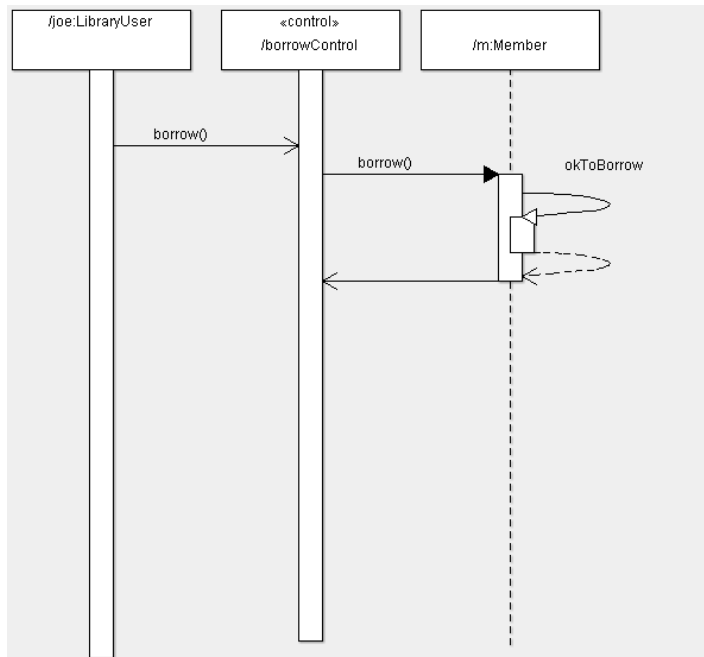 /joe:LibraryUser
«control»
/borrowControl
/m:Member
borrow()
borrow()
okToBorrow